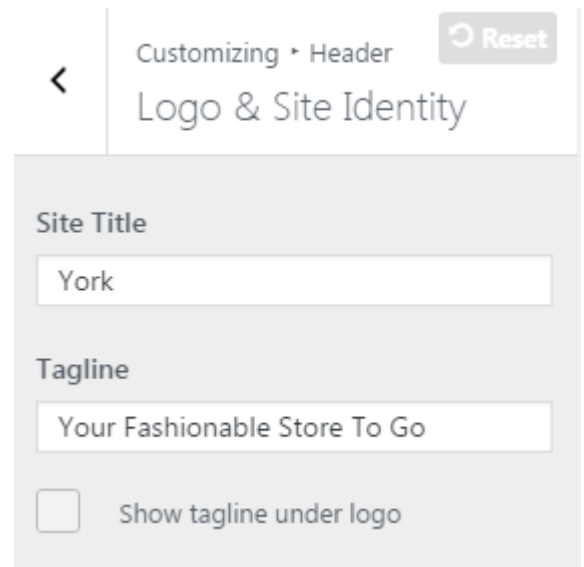 Reset
Customizing ‣ Header
Logo & Site Identity
Site Title
York
Tagline
Your Fashionable Store To Go
Show tagline under logo